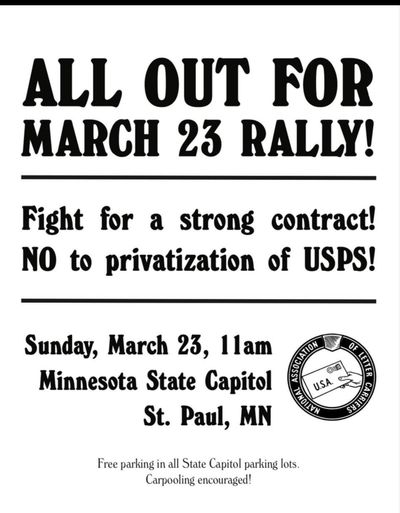 ALL OUT FOR
MARCH 23 RALLY!
Fight for a strong contract!
NO to privatization of USPS!
Sunday, March 23, 11am
Minnesota State Capitol
St. Paul, MN
NATIONAL ASSOCIATION OF LETTER CARRIERS
U.S.A.
Free parking in all State Capitol parking lots.
Carpooling encouraged!